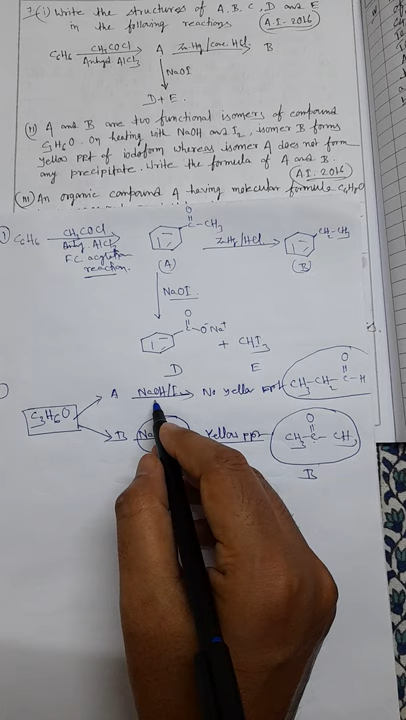 7.(i) Write the structures of A, B, C, D and E
in the following reactions (A.I-2016
C6H6 CH3COCl Anhyd AlCl3 A Zn-Hg/conc. HCl B
NaOI
D+E.
(ii) A and B are two functional isomers of compound
C3H6O. On heating with NaOH and I2, isomer B forms
yellow ppt of iodoform whereas isomer A does not form
any precipitate. Write the formula of A and B.
(A.I.2016)
(iii) An organic compound A having molecular formula
C6H6 CH3COCl Anhy. AlCl3 O C-CH3 Zn-Hg/HCl CH2-CH3
F.C acylation (A) (B)
reaction.
NaOI.
O
C O-Na+ + CHI3
D E
A NaOH/I2 No yellow ppt CH3-CH2-C-H O
C3H6O
B Na Yellow ppt CH3-C-CH3 O
B